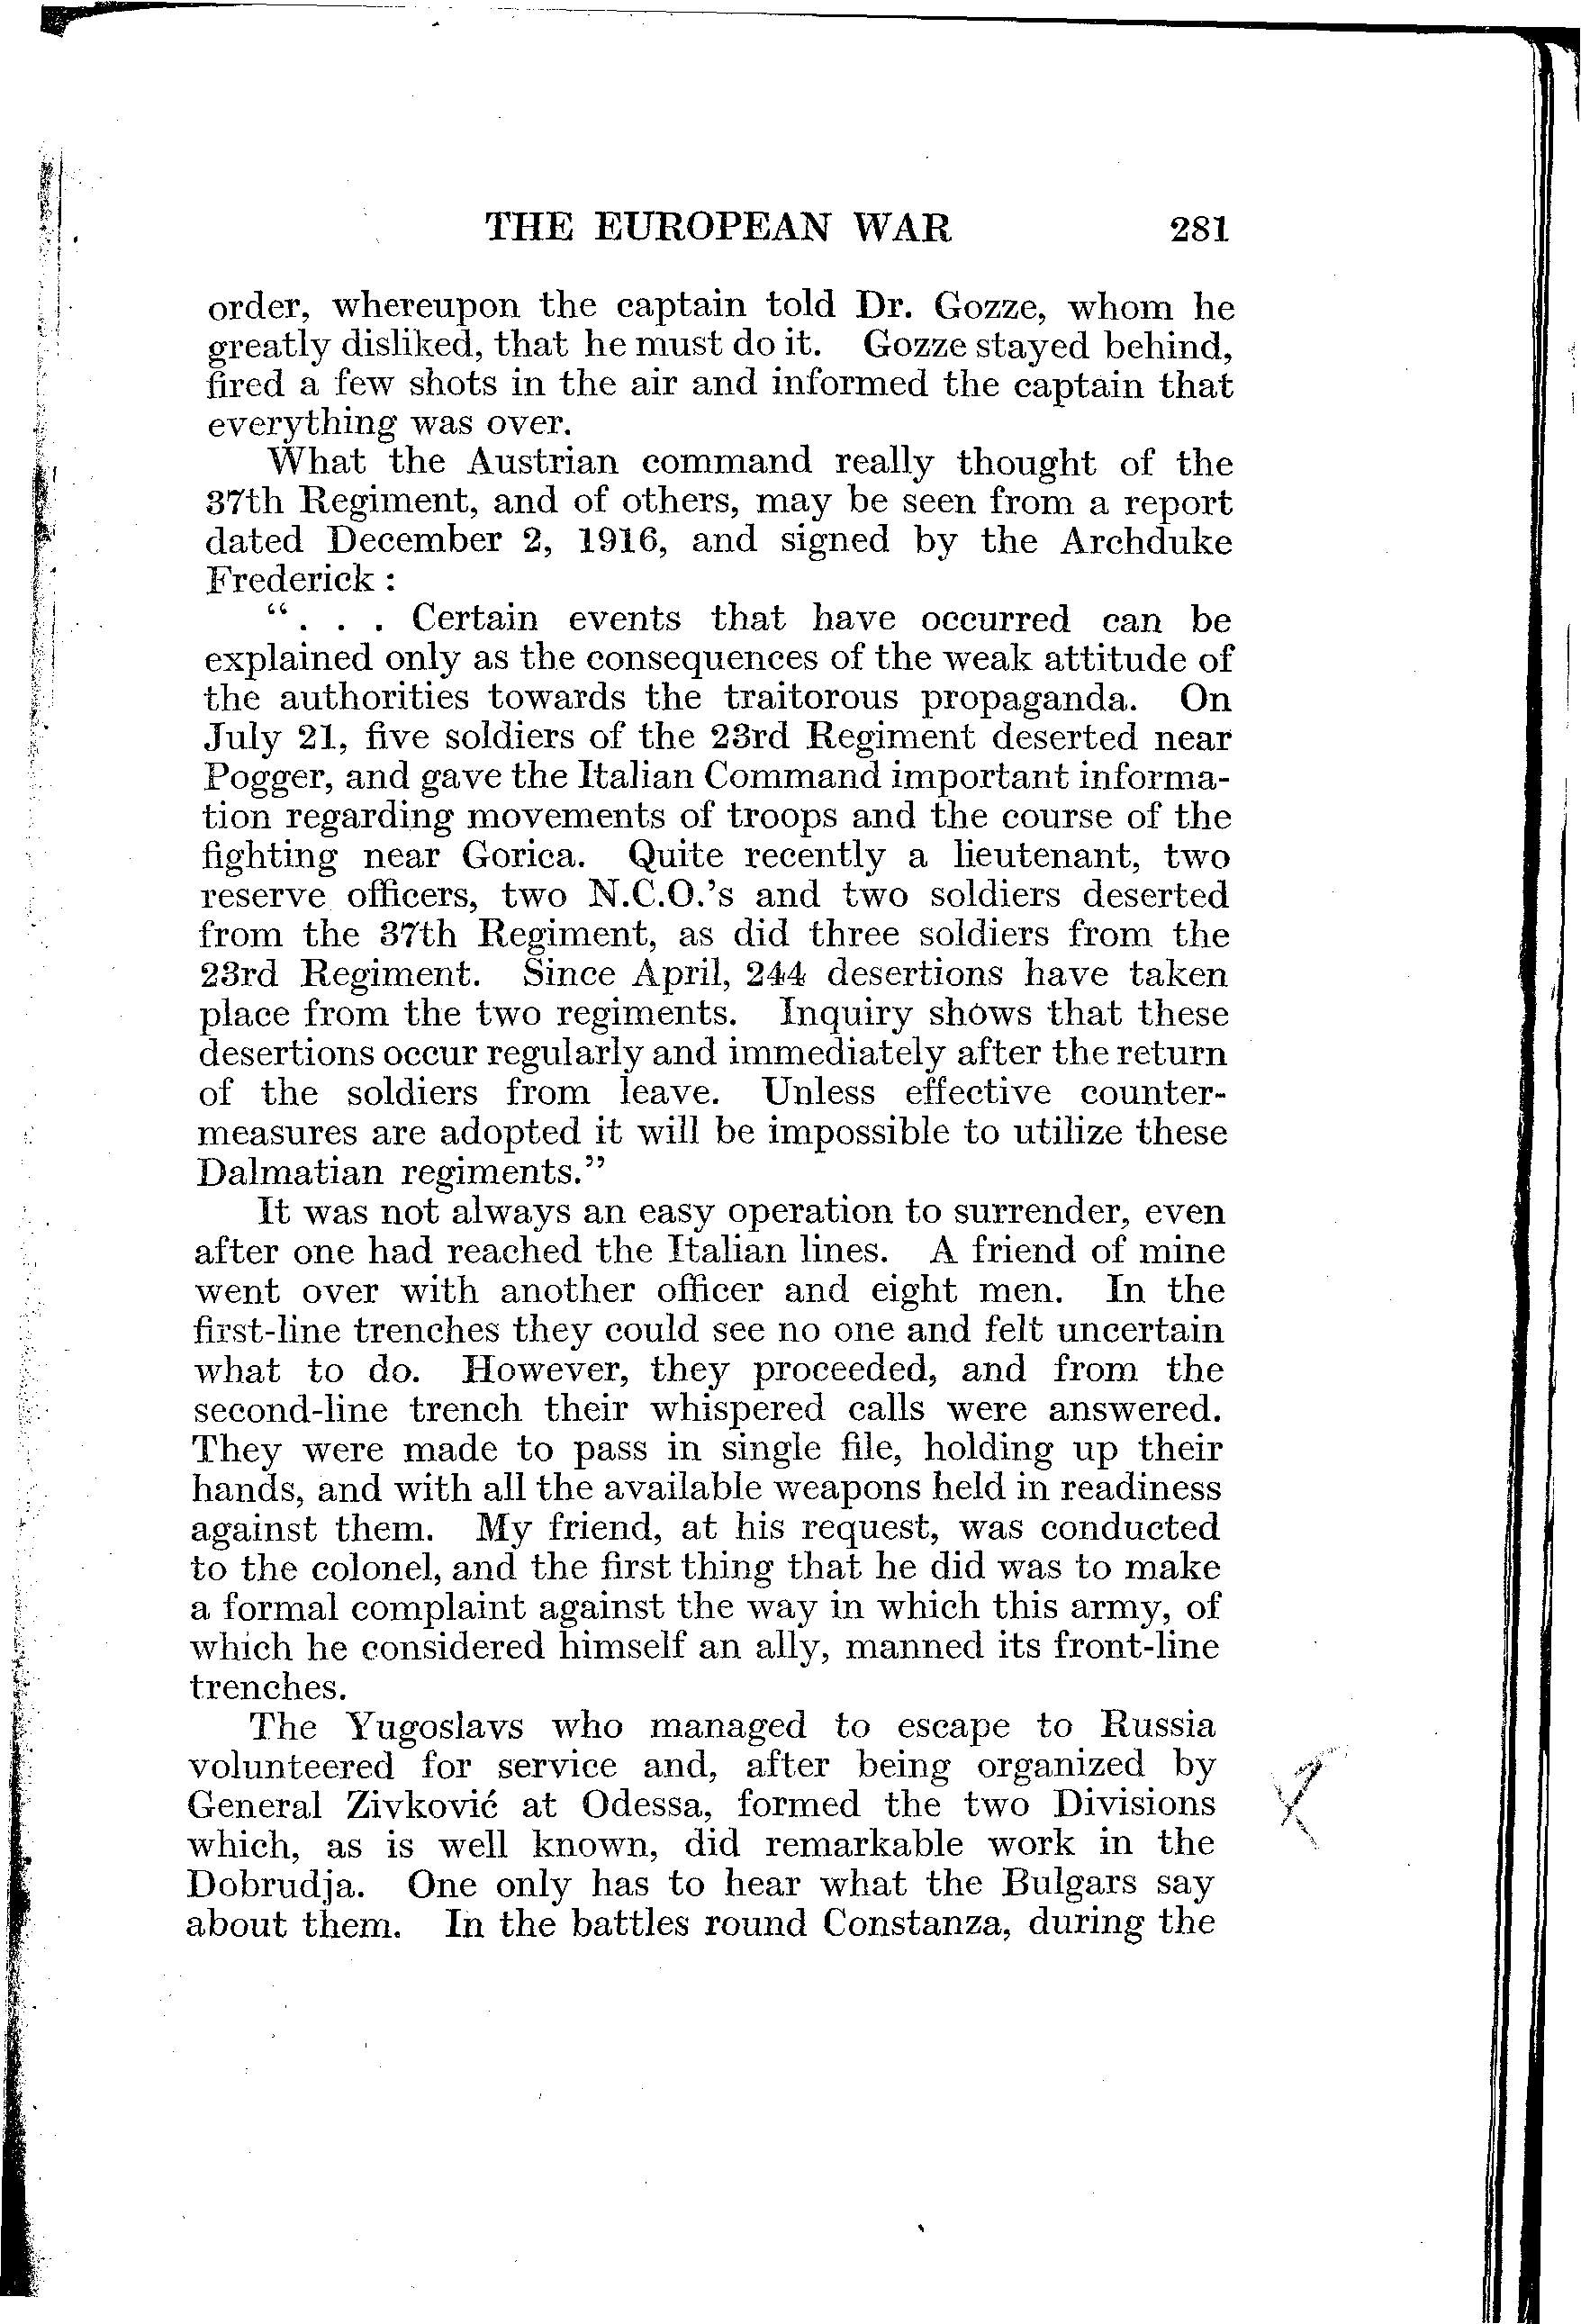 THE EUROPEAN WAR 281
order, whereupon the captain told Dr. Gozze, whom he
greatly disliked, that he must do it. Gozze stayed behind,
fired a few shots in the air and informed the captain that
everything was over.
What the Austrian command really thought of the
37th Regiment, and of others, may be seen from a report
dated December 2, 1916, and signed by the Archduke
Frederick :
“. . . Certain events that have occurred can be
explained only as the consequences of the weak attitude of
the authorities towards the traitorous propaganda. On
July 21, five soldiers of the 23rd Regiment deserted near
Pogger, and gave the Italian Command important informa-
tion regarding movements of troops and the course of the
fighting near Gorica. Quite recently a lieutenant, two
reserve officers, two N.C.O.’s and two soldiers deserted
from the 37th Regiment, as did three soldiers from the
23rd Regiment. Since April, 244 desertions have taken
place from the two regiments. Inquiry shows that these
desertions occur regularly and immediately after the return
of the soldiers from leave. Unless effective counter-
measures are adopted it will be impossible to utilize these
Dalmatian regiments.”
It was not always an easy operation to surrender, even
after one had reached the Italian lines. A friend of mine
went over with another officer and eight men. In the
first-line trenches they could see no one and felt uncertain
what to do. However, they proceeded, and from the
second-line trench their whispered calls were answered.
They were made to pass in single file, holding up their
hands, and with all the available weapons held in readiness
against them. My friend, at his request, was conducted
to the colonel, and the first thing that he did was to make
a formal complaint against the way in which this army, of
which he considered himself an ally, manned its front-line
trenches.
The Yugoslavs who managed to escape to Russia
volunteered for service and, after being organized by
General Zivković at Odessa, formed the two Divisions
which, as is well known, did remarkable work in the
Dobrudja. One only has to hear what the Bulgars say
about them. In the battles round Constanza, during the